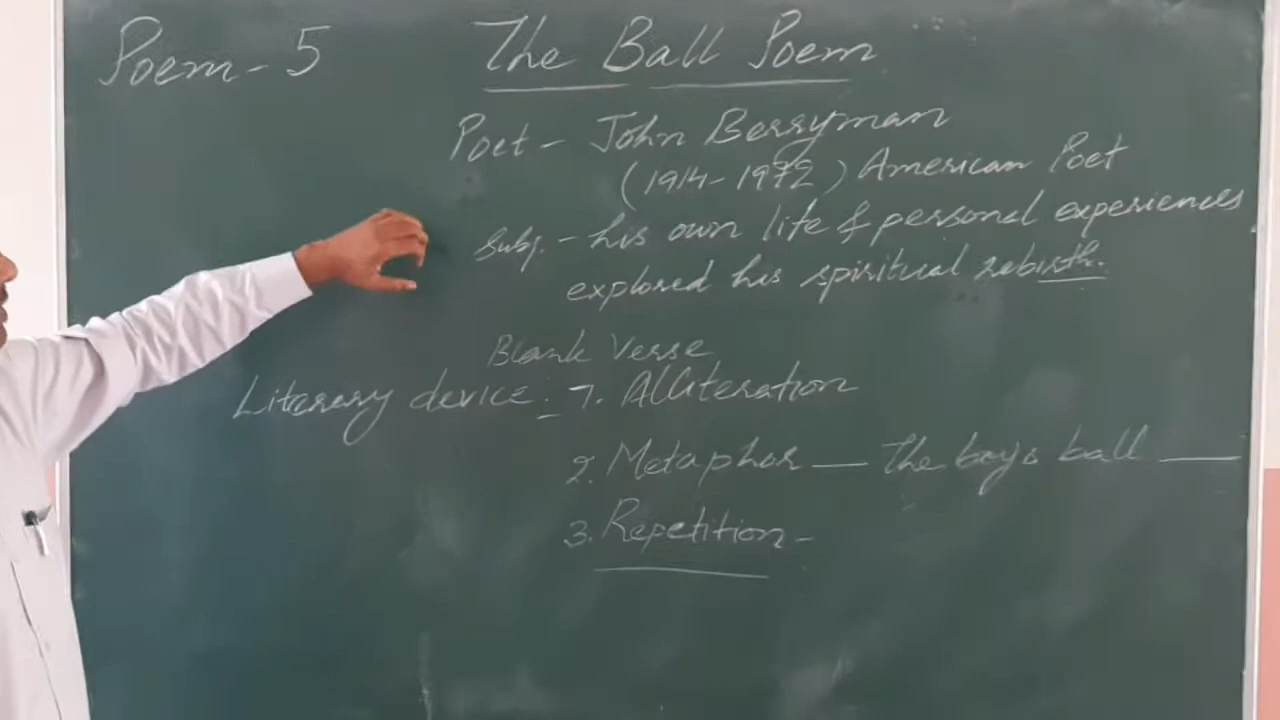 Poem - 5
The Ball Poem
Poet - John Berryman
(1914-1972) American Poet
Subj. - his own life & personal experiences
explored his spiritual rebirth.
Blank Verse
Literary device :- 1. Alliteration
2. Metaphor — The boy's ball —
3. Repetition -